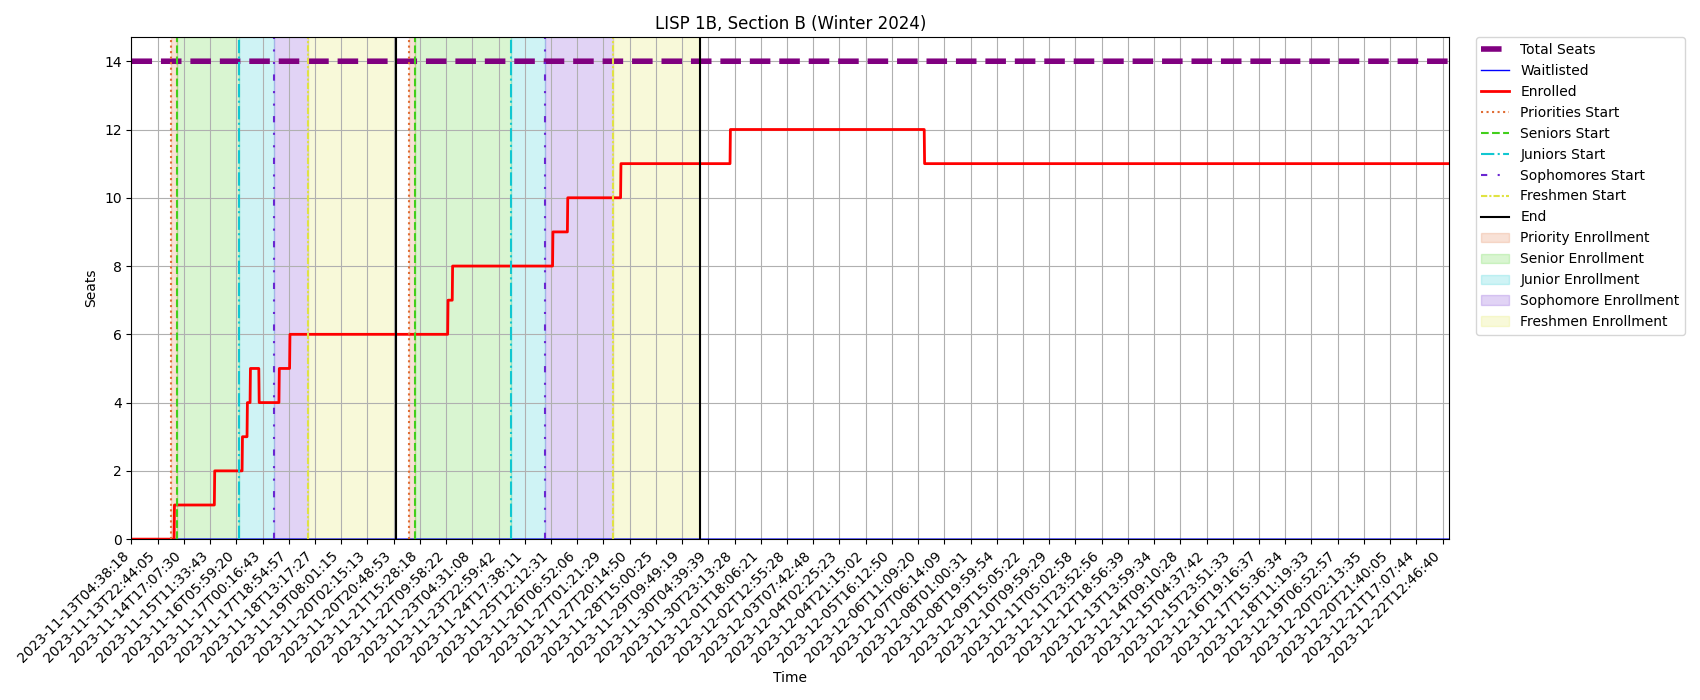 LISP 1B, Section B (Winter 2024)
Seats
14
12
10
8
6
4
2
0
2023-11-13T04:38:18
2023-11-13T22:44:05
2023-11-14T17:07:30
2023-11-15T11:33:43
2023-11-16T05:59:20
2023-11-17T00:16:43
2023-11-17T18:54:57
2023-11-18T13:17:27
2023-11-19T08:01:15
2023-11-20T02:15:13
2023-11-20T20:48:53
2023-11-21T15:28:18
2023-11-22T09:58:22
2023-11-23T04:31:08
2023-11-23T22:59:42
2023-11-24T17:38:11
2023-11-25T12:12:31
2023-11-26T06:52:06
2023-11-27T01:21:29
2023-11-27T20:14:50
2023-11-28T15:00:25
2023-11-29T09:49:19
2023-11-30T04:39:39
2023-11-30T23:13:28
2023-12-01T18:06:21
2023-12-02T12:55:28
2023-12-03T07:42:48
2023-12-04T02:25:23
2023-12-04T21:15:02
2023-12-05T16:12:50
2023-12-06T11:09:20
2023-12-07T06:14:09
2023-12-08T01:00:31
2023-12-08T19:59:54
2023-12-09T15:05:22
2023-12-10T09:59:29
2023-12-11T05:02:58
2023-12-11T23:52:56
2023-12-12T18:56:39
2023-12-13T13:59:34
2023-12-14T09:10:28
2023-12-15T04:37:42
2023-12-15T23:51:33
2023-12-16T19:16:37
2023-12-17T15:36:34
2023-12-18T11:19:33
2023-12-19T06:52:57
2023-12-20T02:13:35
2023-12-20T21:40:05
2023-12-21T17:07:44
2023-12-22T12:46:40
Time
Total Seats
Waitlisted
Enrolled
Priorities Start
Seniors Start
Juniors Start
Sophomores Start
Freshmen Start
End
Priority Enrollment
Senior Enrollment
Junior Enrollment
Sophomore Enrollment
Freshmen Enrollment